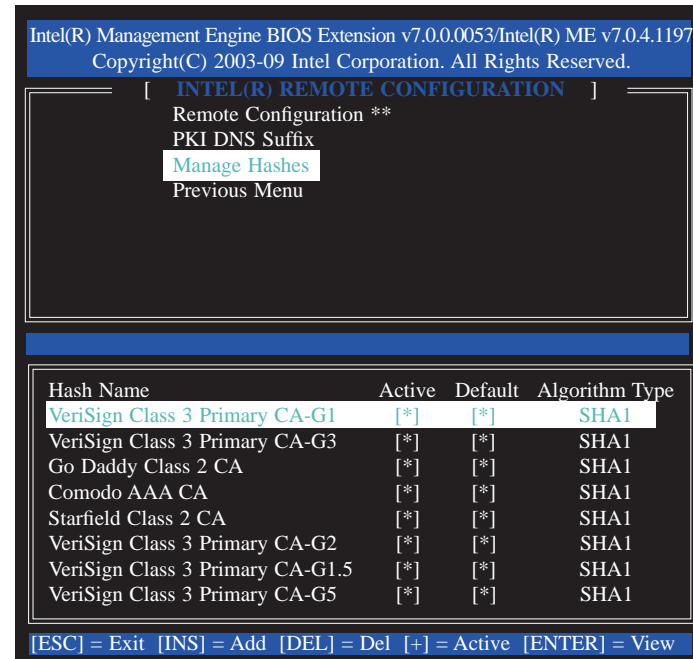 Intel(R) Management Engine BIOS Extension v7.0.0.0053/Intel(R) ME v7.0.4.1197
Copyright(C) 2003-09 Intel Corporation. All Rights Reserved.
[ INTEL(R) REMOTE CONFIGURATION ]
Remote Configuration **
PKI DNS Suffix
Manage Hashes
Previous Menu
Hash Name Active Default Algorithm Type
VeriSign Class 3 Primary CA-G1 [*] [*] SHA1
VeriSign Class 3 Primary CA-G3 [*] [*] SHA1
Go Daddy Class 2 CA [*] [*] SHA1
Comodo AAA CA [*] [*] SHA1
Starfield Class 2 CA [*] [*] SHA1
VeriSign Class 3 Primary CA-G2 [*] [*] SHA1
VeriSign Class 3 Primary CA-G1.5 [*] [*] SHA1
VeriSign Class 3 Primary CA-G5 [*] [*] SHA1
[ESC] = Exit [INS] = Add [DEL] = Del [+] = Active [ENTER] = View